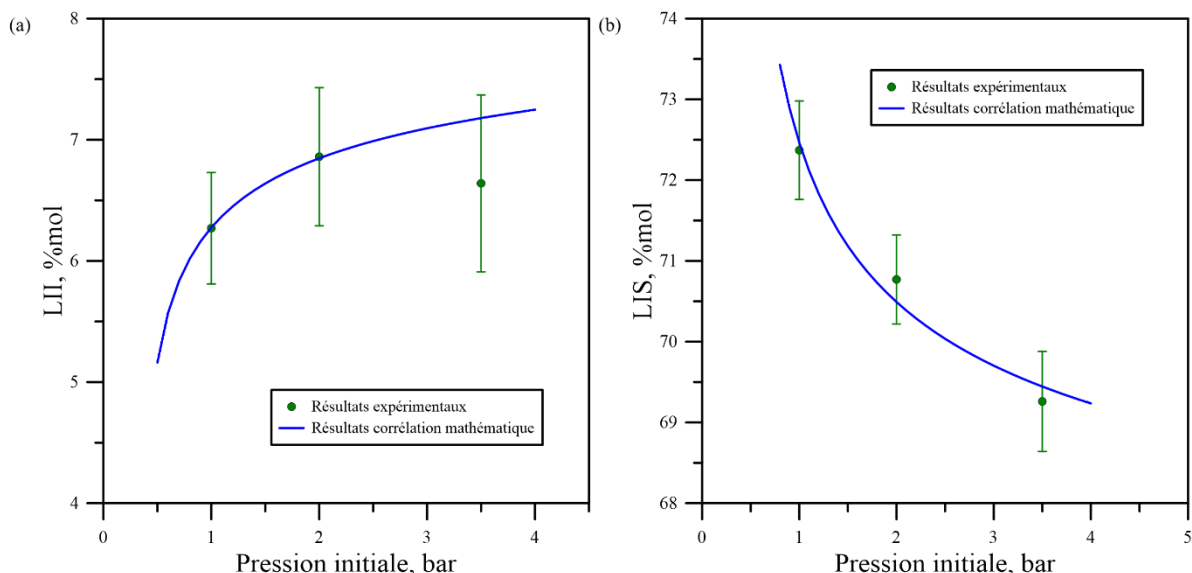 (a)
8
7
6
5
4
LII, %mol
Résultats expérimentaux
Résultats corrélation mathématique
0 1 2 3 4
Pression initiale, bar
(b)
74
73
72
71
70
69
68
LIS, %mol
Résultats expérimentaux
Résultats corrélation mathématique
0 1 2 3 4 5
Pression initiale, bar